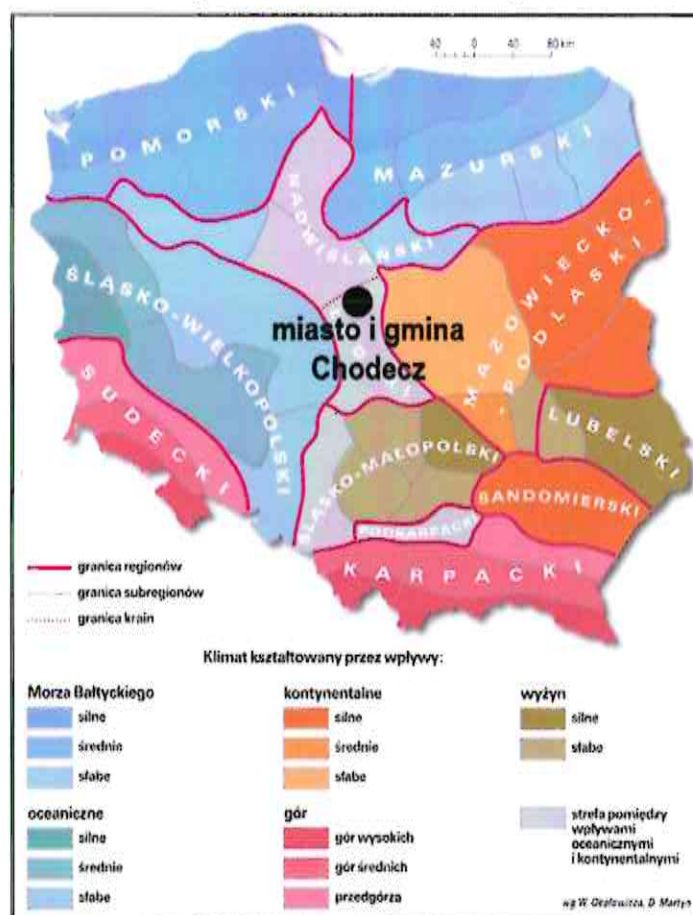 40 0 40 80 km
POMORSKI
MAZURSKI
NADWIŚLAŃSKI
MAZOWIECKO-
-PODLASKI
ŚLĄSKO-WIELKOPOLSKI
miasto i gmina
Chodecz
SUDECKI
LUBELSKI
ŚLĄSKO-MAŁOPOLSKI
SANDOMIERSKI
PODKARPACKI
KARPACKI
granica regionów
granica subregionów
granica krain
Klimat kształtowany przez wpływy:
Morza Bałtyckiego
silne
średnie
słabe
kontynentalne
silne
średnie
słabe
wyżyn
silne
słabe
oceaniczne
silne
średnie
słabe
gór
gór wysokich
gór średnich
przedgórza
strefa pomiędzy
wpływami
oceanicznymi
i kontynentalnymi
wg W. Okołowicza, D. Martyn